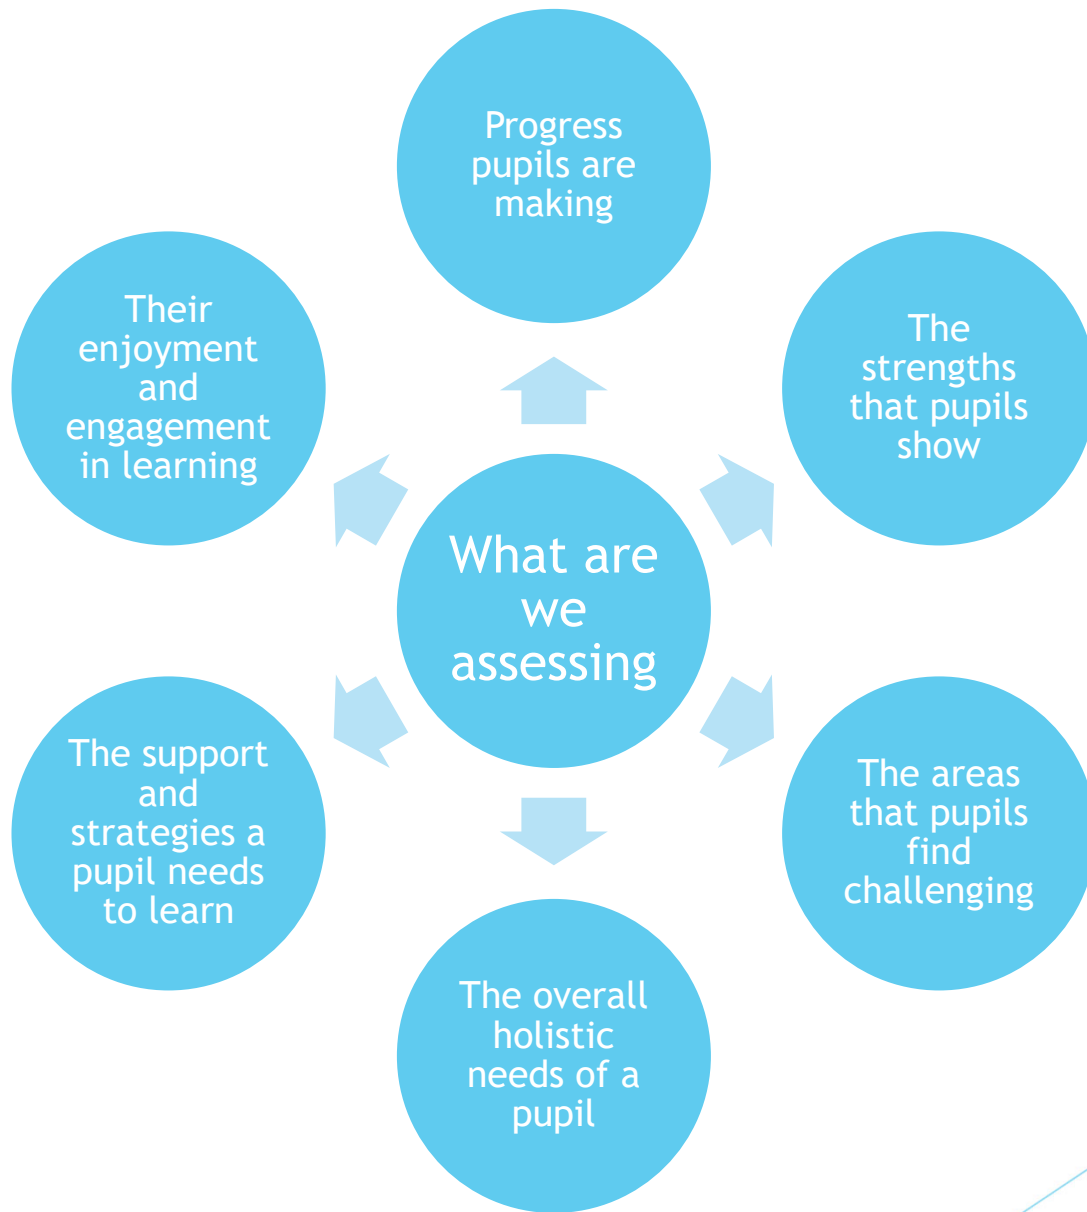 Progress
pupils are
making
The
strengths
that pupils
show
The areas
that pupils
find
challenging
The overall
holistic
needs of a
pupil
The support
and
strategies a
pupil needs
to learn
Their
enjoyment
and
engagement
in learning
What are
we
assessing